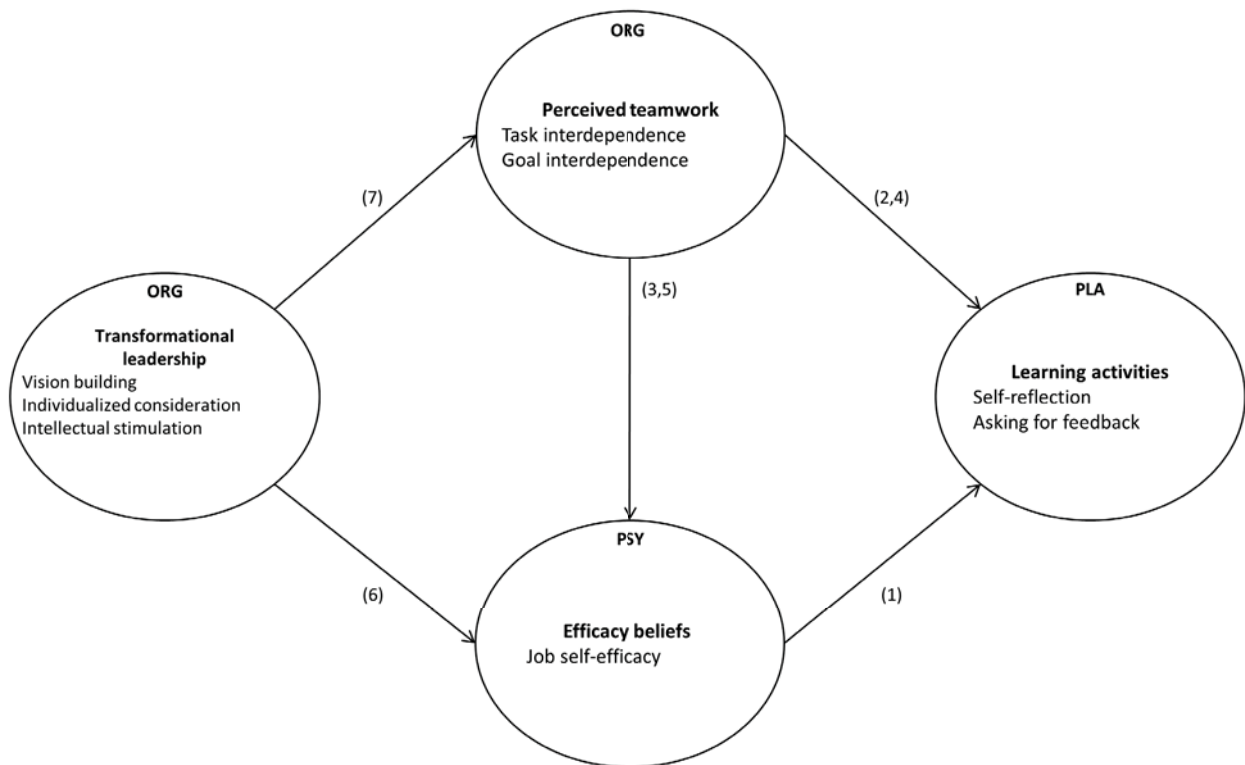 ORG
Perceived teamwork
Task interdependence
Goal interdependence
(7)
(2,4)
ORG
Transformational
leadership
Vision building
Individualized consideration
Intellectual stimulation
(3,5)
PLA
Learning activities
Self-reflection
Asking for feedback
(6)
PSY
Efficacy beliefs
Job self-efficacy
(1)